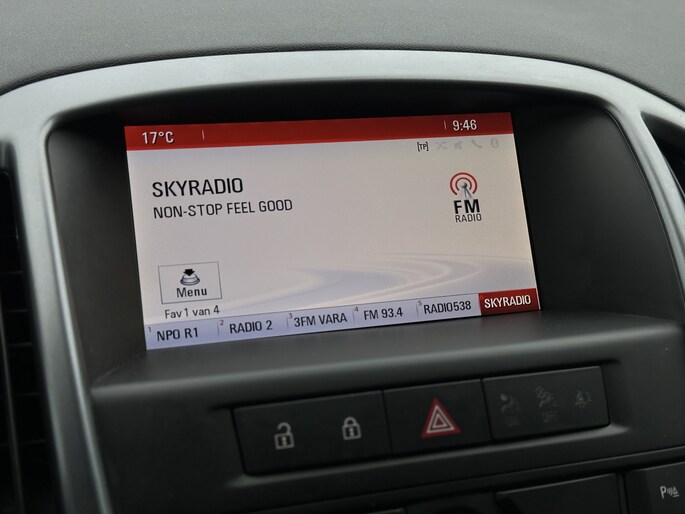 17°C 9:46
[TP]
SKYRADIO
NON-STOP FEEL GOOD
FM
RADIO
Menu
Fav 1 van 4
1 NPO R1 2 RADIO 2 3 3FM VARA 4 FM 93.4 5 RADIO538 SKYRADIO